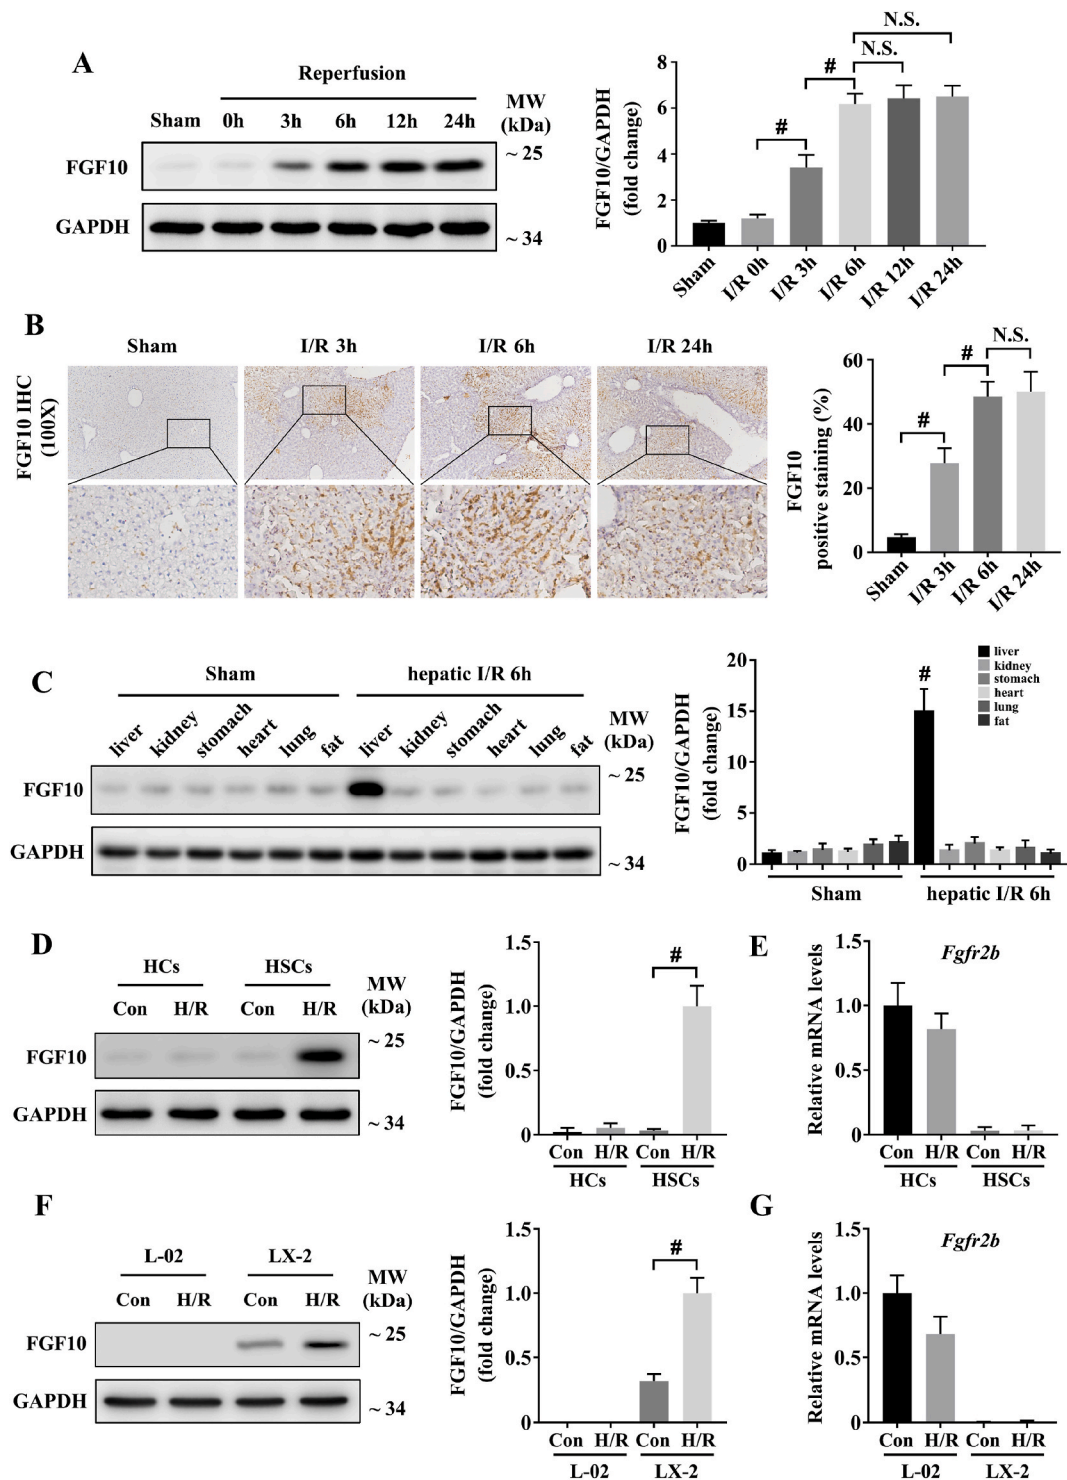 A
Reperfusion
Sham 0h 3h 6h 12h 24h
MW
(kDa)
FGF10
~ 25
GAPDH
~ 34
FGF10/GAPDH
(fold change)
8
6
4
2
0
#
#
N.S.
N.S.
Sham
I/R 0h
I/R 3h
I/R 6h
I/R 12h
I/R 24h
B
FGF10 IHC
(100X)
Sham
I/R 3h
I/R 6h
I/R 24h
FGF10
positive staining (%)
60
40
20
0
#
#
N.S.
Sham
I/R 3h
I/R 6h
I/R 24h
C
Sham
hepatic I/R 6h
liver kidney stomach heart lung fat liver kidney stomach heart lung fat
MW
(kDa)
FGF10
~ 25
GAPDH
~ 34
FGF10/GAPDH
(fold change)
20
15
10
5
0
#
liver
kidney
stomach
heart
lung
fat
Sham
hepatic I/R 6h
D
HCs
HSCs
Con H/R Con H/R
MW
(kDa)
FGF10
~ 25
GAPDH
~ 34
FGF10/GAPDH
(fold change)
1.5
1.0
0.5
0
#
Con H/R Con H/R
HCs
HSCs
E
Fgfr2b
Relative mRNA levels
1.5
1.0
0.5
0
Con H/R Con H/R
HCs
HSCs
F
L-02
LX-2
Con H/R Con H/R
MW
(kDa)
FGF10
~ 25
GAPDH
~ 34
FGF10/GAPDH
(fold change)
1.5
1.0
0.5
0
#
Con H/R Con H/R
L-02
LX-2
G
Fgfr2b
Relative mRNA levels
1.5
1.0
0.5
0
Con H/R Con H/R
L-02
LX-2